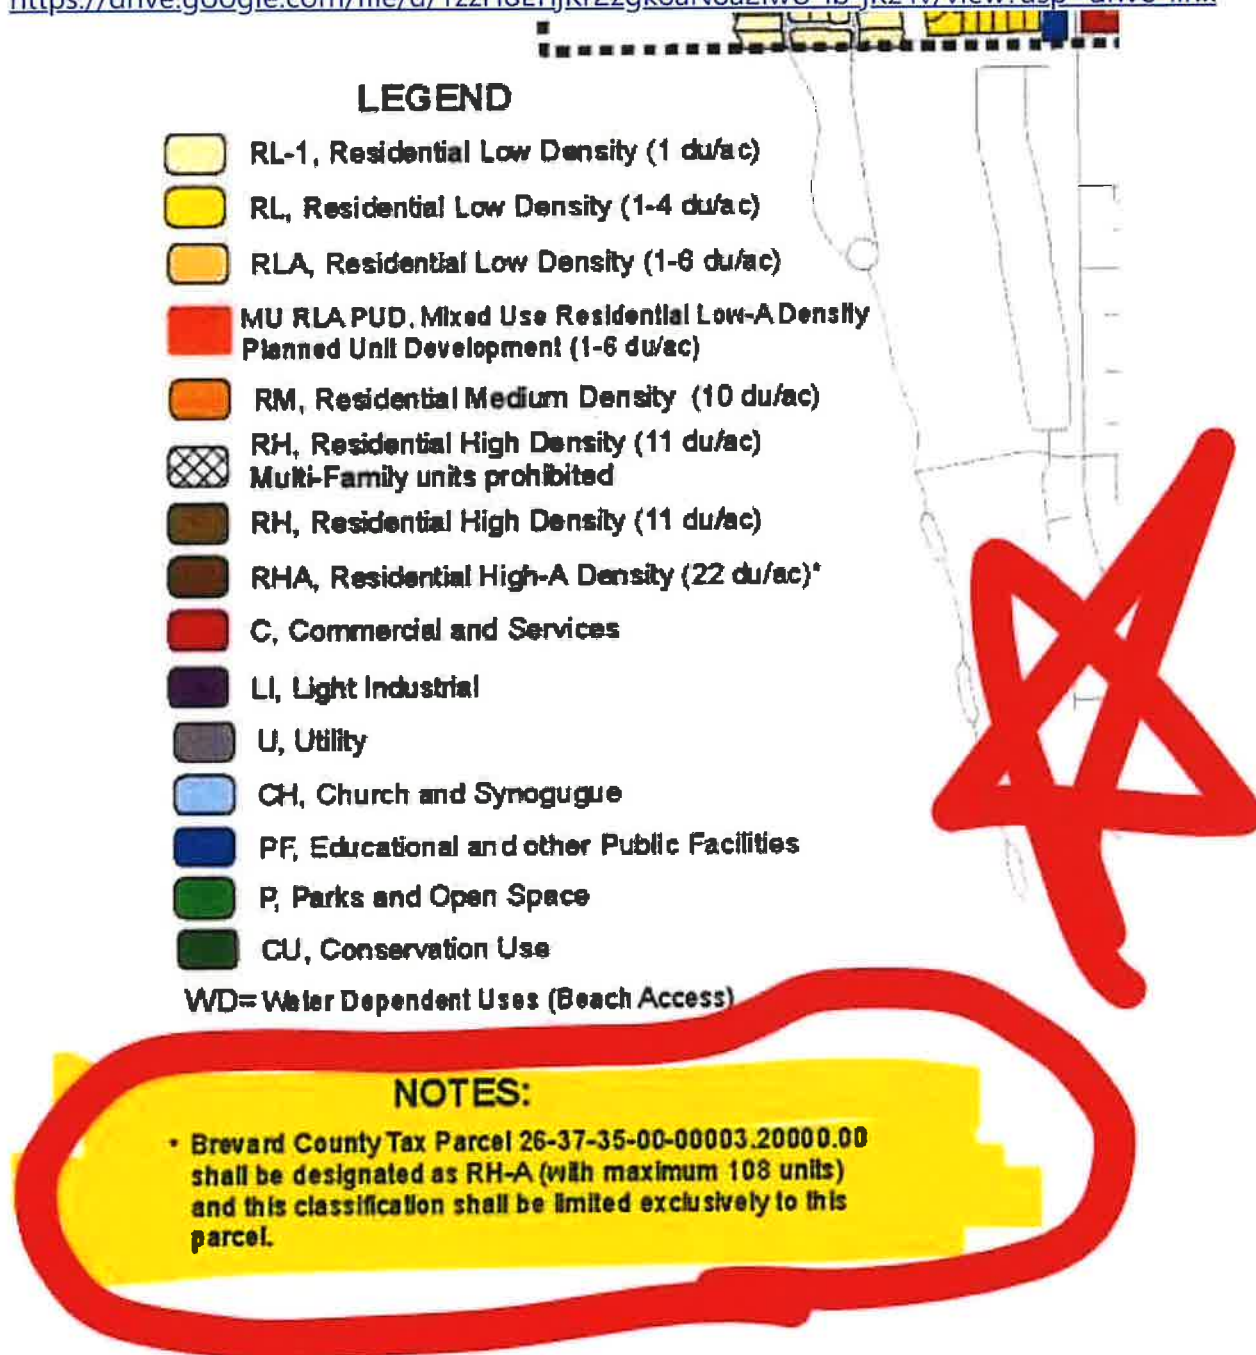 LEGEND
RL-1, Residential Low Density (1 du/ac)
RL, Residential Low Density (1-4 du/ac)
RLA, Residential Low Density (1-6 du/ac)
MU RLA PUD, Mixed Use Residential Low-A Density
Planned Unit Development (1-6 du/ac)
RM, Residential Medium Density (10 du/ac)
RH, Residential High Density (11 du/ac)
Multi-Family units prohibited
RH, Residential High Density (11 du/ac)
RHA, Residential High-A Density (22 du/ac)*
C, Commercial and Services
LI, Light Industrial
U, Utility
CH, Church and Synogugue
PF, Educational and other Public Facilities
P, Parks and Open Space
CU, Conservation Use
WD= Water Dependent Uses (Beach Access)
NOTES:
* Brevard County Tax Parcel 26-37-35-00-00003.20000.00
shall be designated as RH-A (with maximum 108 units)
and this classification shall be limited exclusively to this
parcel.